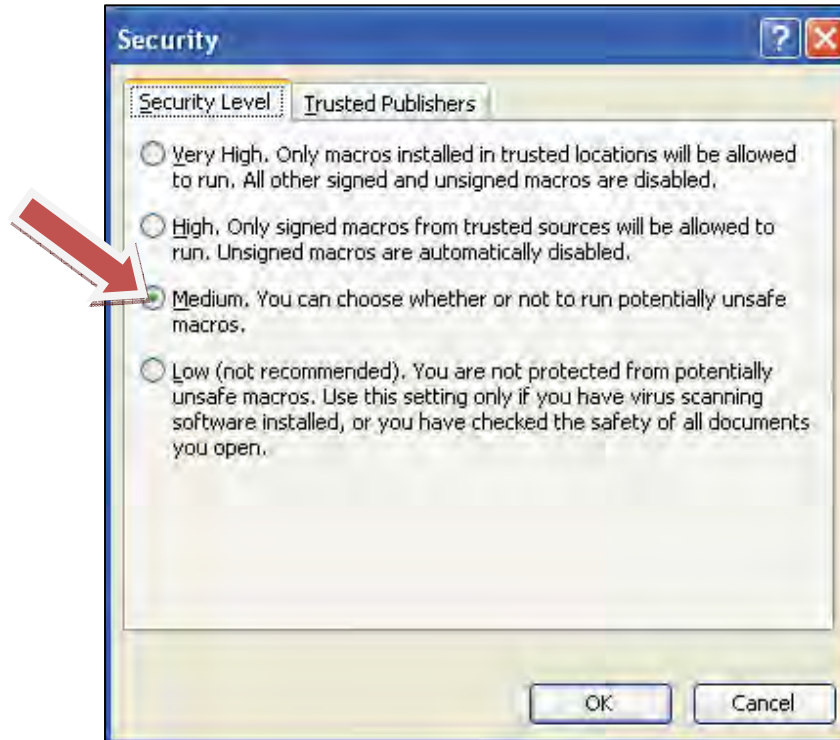 Security
Security Level Trusted Publishers
Very High. Only macros installed in trusted locations will be allowed
to run. All other signed and unsigned macros are disabled.
High. Only signed macros from trusted sources will be allowed to
run. Unsigned macros are automatically disabled.
Medium. You can choose whether or not to run potentially unsafe
macros.
Low (not recommended). You are not protected from potentially
unsafe macros. Use this setting only if you have virus scanning
software installed, or you have checked the safety of all documents
you open.
OK Cancel